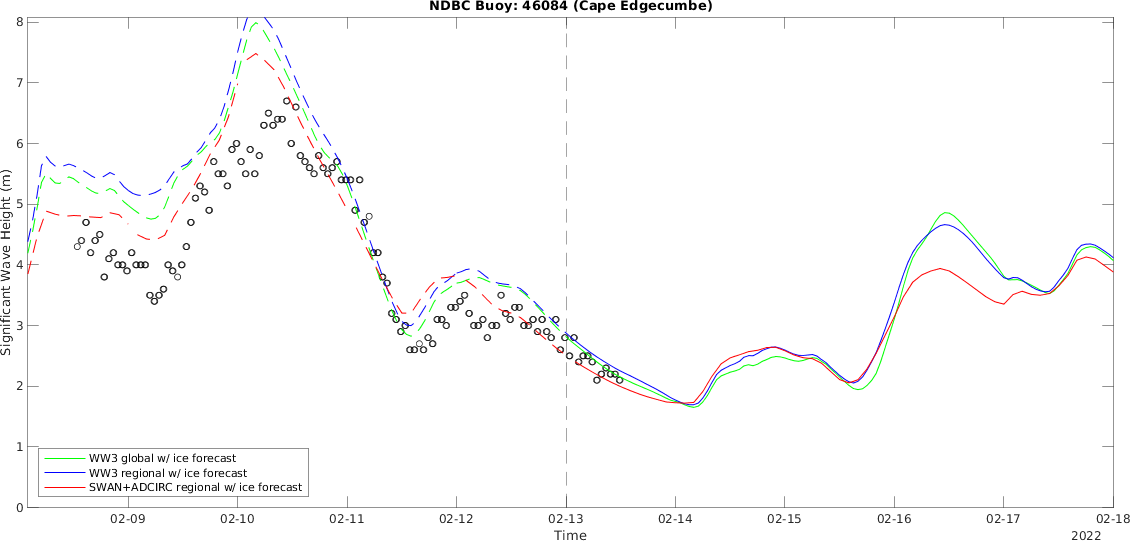 NDBC Buoy: 46084 (Cape Edgecumbe)
8
7
6
5
4
3
2
1
0
Significant Wave Height (m)
WW3 global w/ ice forecast
WW3 regional w/ ice forecast
SWAN+ADCIRC regional w/ ice forecast
02-09 02-10 02-11 02-12 02-13 02-14 02-15 02-16 02-17 02-18
Time
2022